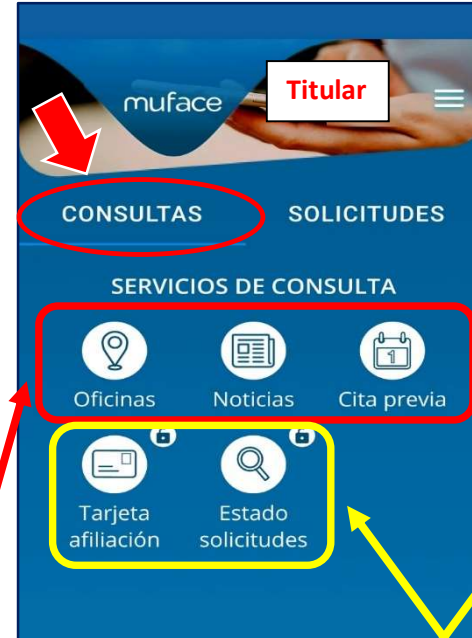 muface
Titular
CONSULTAS
SOLICITUDES
SERVICIOS DE CONSULTA
Oficinas
Noticias
1
Cita previa
Tarjeta
afiliación
Estado
solicitudes